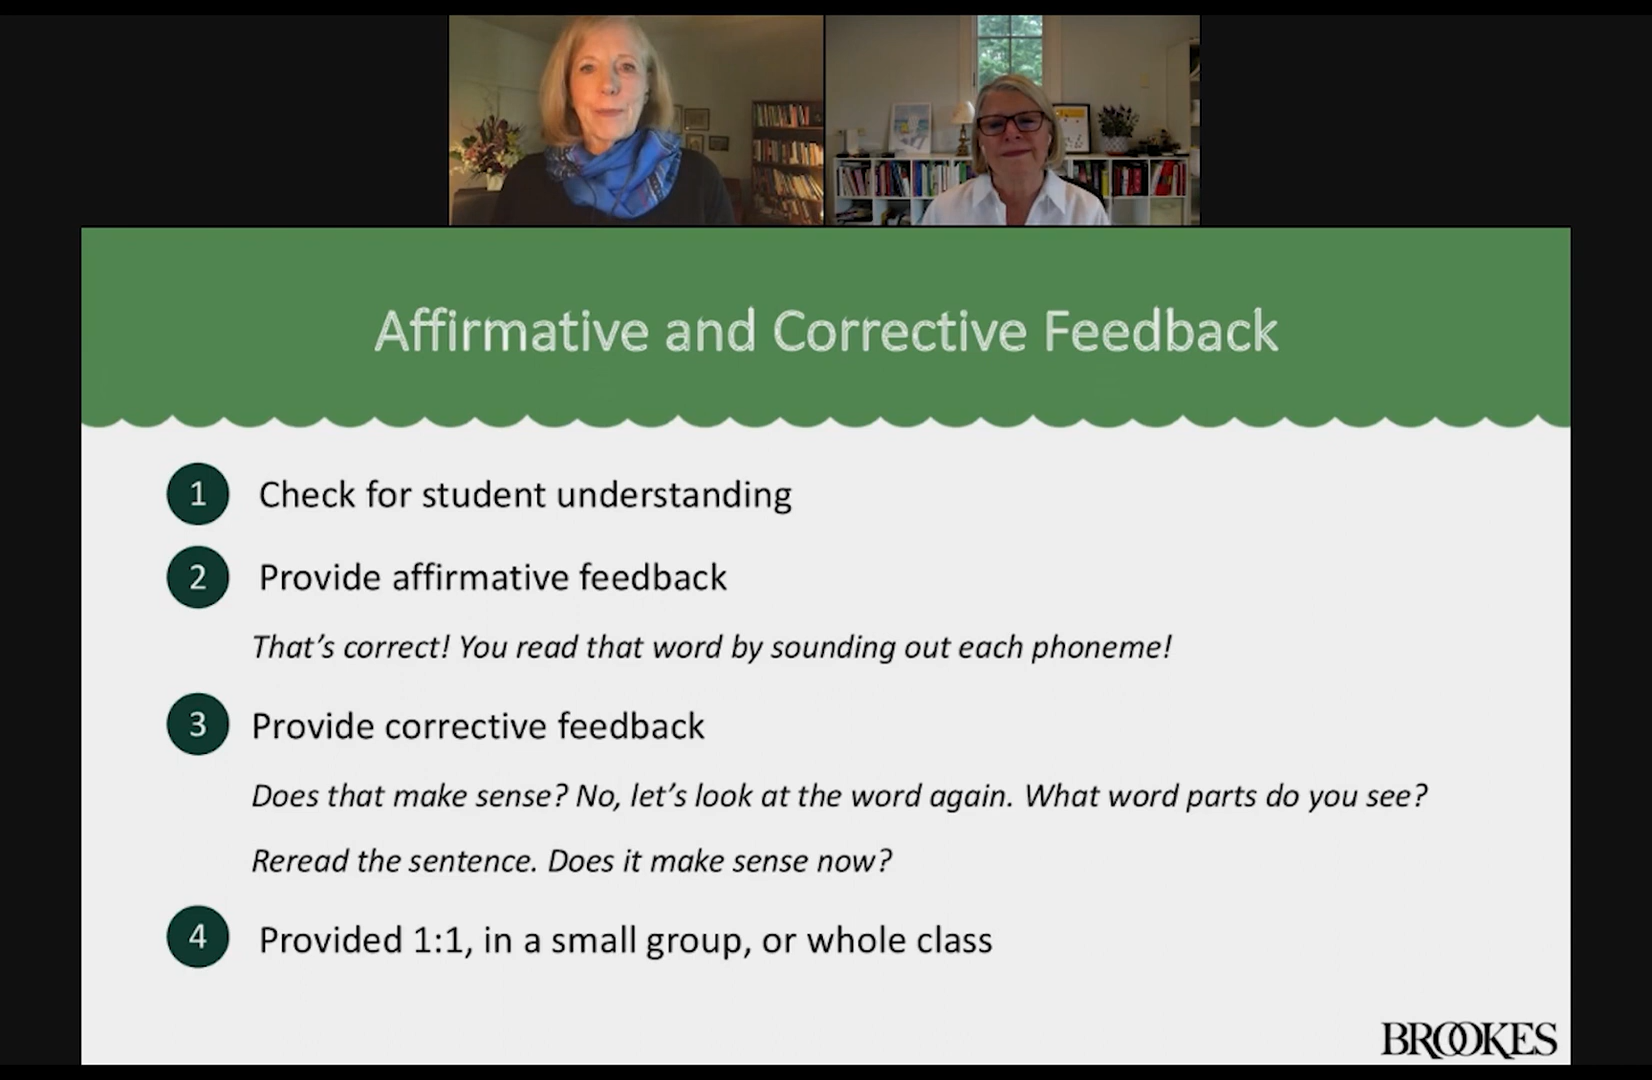 Affirmative and Corrective Feedback
1 Check for student understanding
2 Provide affirmative feedback
That’s correct! You read that word by sounding out each phoneme!
3 Provide corrective feedback
Does that make sense? No, let’s look at the word again. What word parts do you see?
Reread the sentence. Does it make sense now?
4 Provided 1:1, in a small group, or whole class
BROOKES